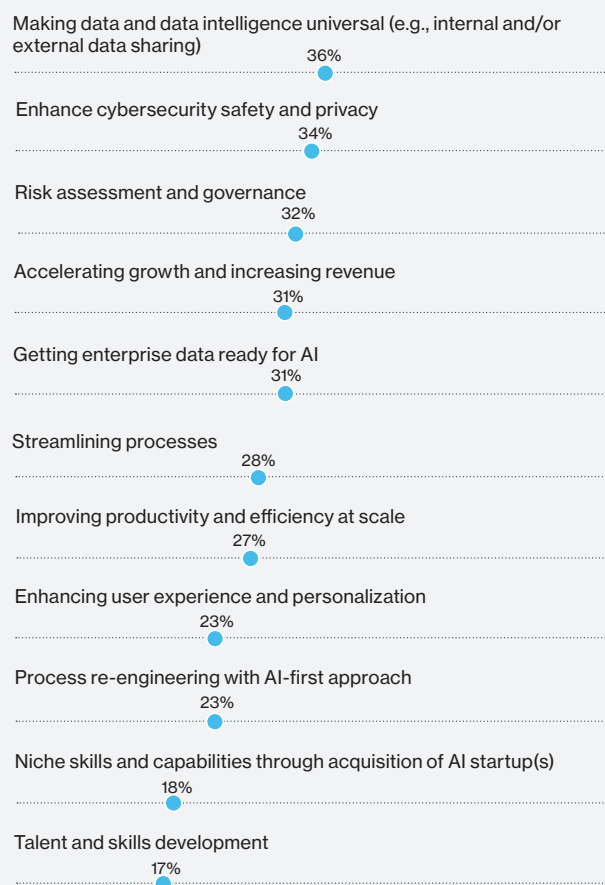 Making data and data intelligence universal (e.g., internal and/or
external data sharing)
36%
Enhance cybersecurity safety and privacy
34%
Risk assessment and governance
32%
Accelerating growth and increasing revenue
31%
Getting enterprise data ready for AI
31%
Streamlining processes
28%
Improving productivity and efficiency at scale
27%
Enhancing user experience and personalization
23%
Process re-engineering with AI-first approach
23%
Niche skills and capabilities through acquisition of AI startup(s)
18%
Talent and skills development
17%